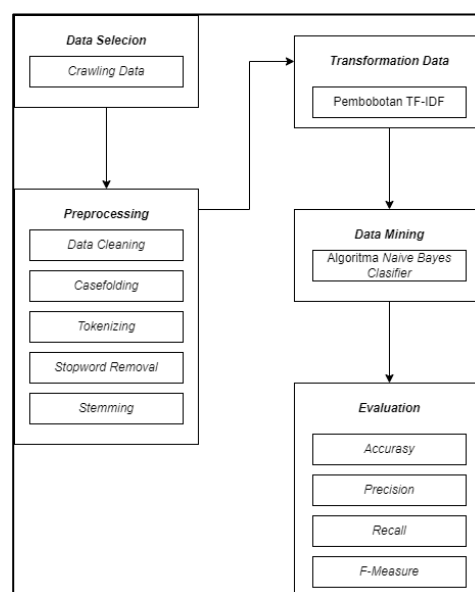 Data Selecion
Crawling Data
Preprocessing
Data Cleaning
Casefolding
Tokenizing
Stopword Removal
Stemming
Transformation Data
Pembobotan TF-IDF
Data Mining
Algoritma Naive Bayes
Clasifier
Evaluation
Accurasy
Precision
Recall
F-Measure